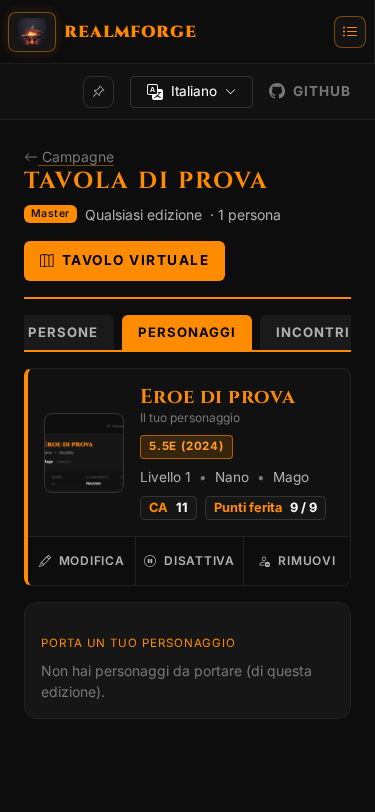 REALMFORGE
Italiano
GITHUB
Campagne
TAVOLA DI PROVA
Master Qualsiasi edizione · 1 persona
TAVOLO VIRTUALE
PERSONE PERSONAGGI INCONTRI
EROE DI PROVA
Il tuo personaggio
5.5E (2024)
Livello 1 • Nano • Mago
CA 11 Punti ferita 9 / 9
MODIFICA DISATTIVA RIMUOVI
PORTA UN TUO PERSONAGGIO
Non hai personaggi da portare (di questa
edizione).